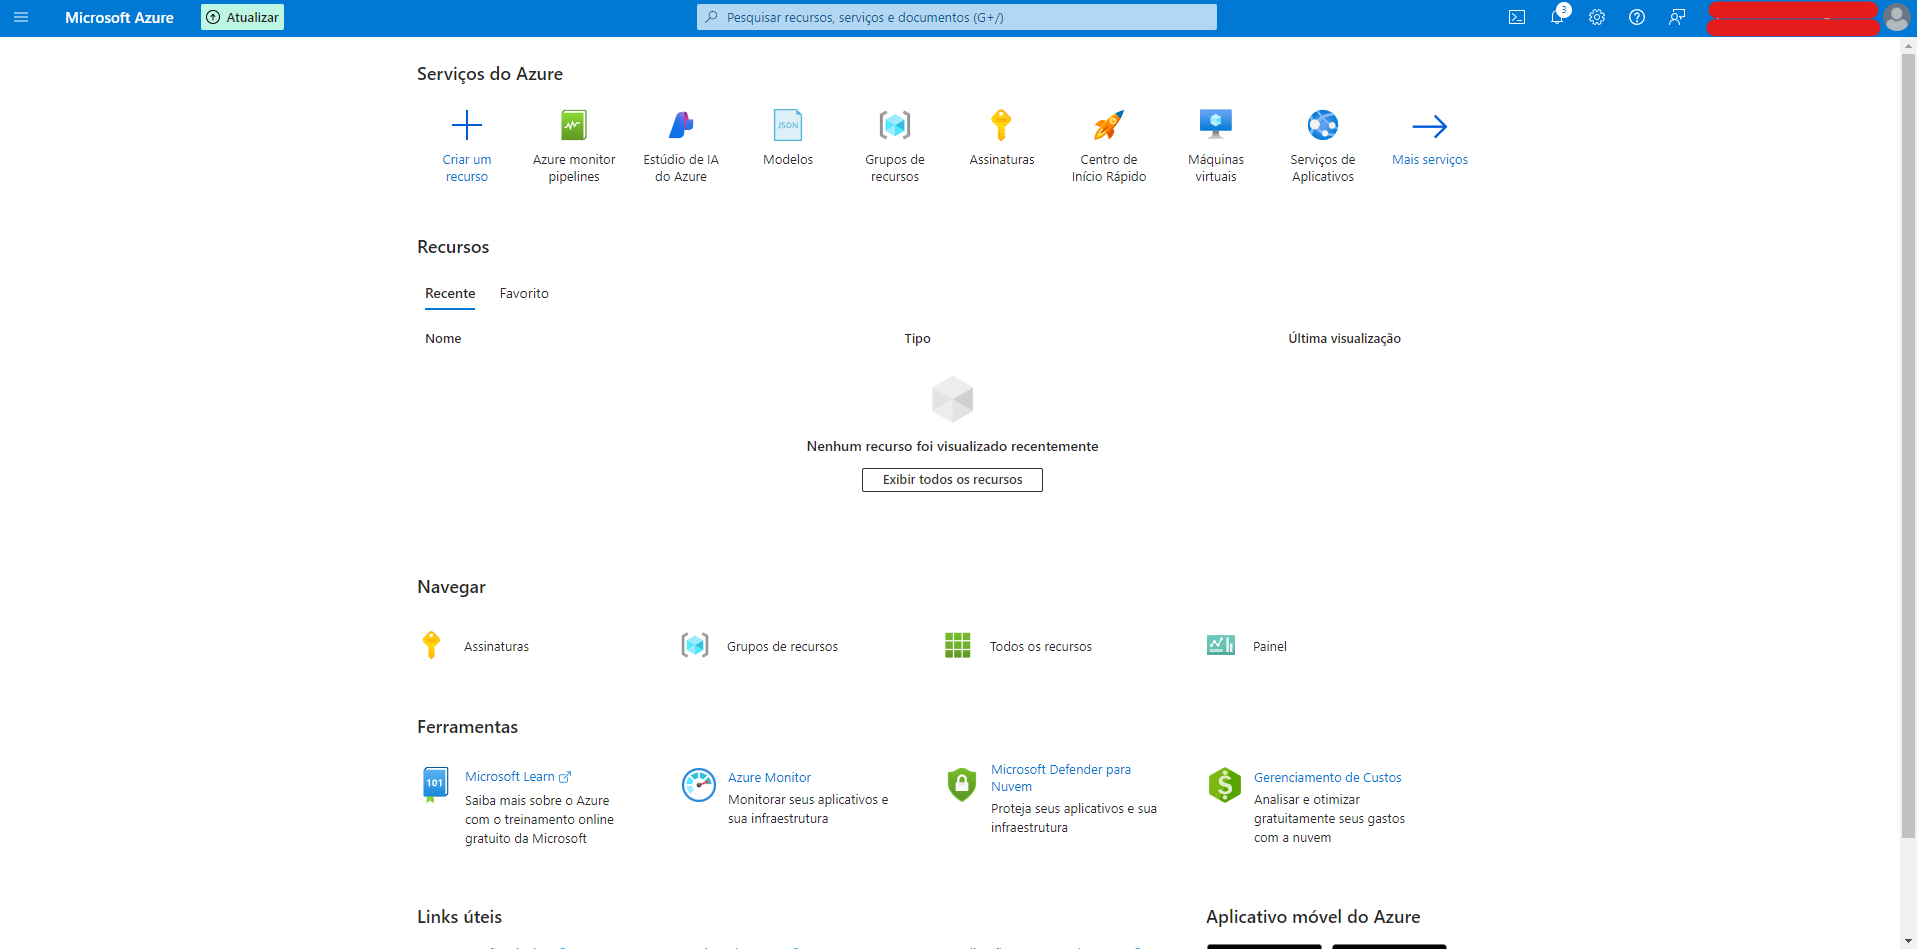 Microsoft Azure
Atualizar
Pesquisar recursos, serviços e documentos (G+/)
3
Serviços do Azure
Criar um
recurso
Azure monitor
pipelines
Estúdio de IA
do Azure
JSON
Modelos
Grupos de
recursos
Assinaturas
Centro de
Início Rápido
Máquinas
virtuais
Serviços de
Aplicativos
Mais serviços
Recursos
Recente
Favorito
Nome
Tipo
Última visualização
Nenhum recurso foi visualizado recentemente
Exibir todos os recursos
Navegar
Assinaturas
Grupos de recursos
Todos os recursos
Painel
Ferramentas
101
Microsoft Learn
Saiba mais sobre o Azure
com o treinamento online
gratuito da Microsoft
Azure Monitor
Monitorar seus aplicativos e
sua infraestrutura
Microsoft Defender para
Nuvem
Proteja seus aplicativos e sua
infraestrutura
Gerenciamento de Custos
Analisar e otimizar
gratuitamente seus gastos
com a nuvem
Links úteis
Aplicativo móvel do Azure